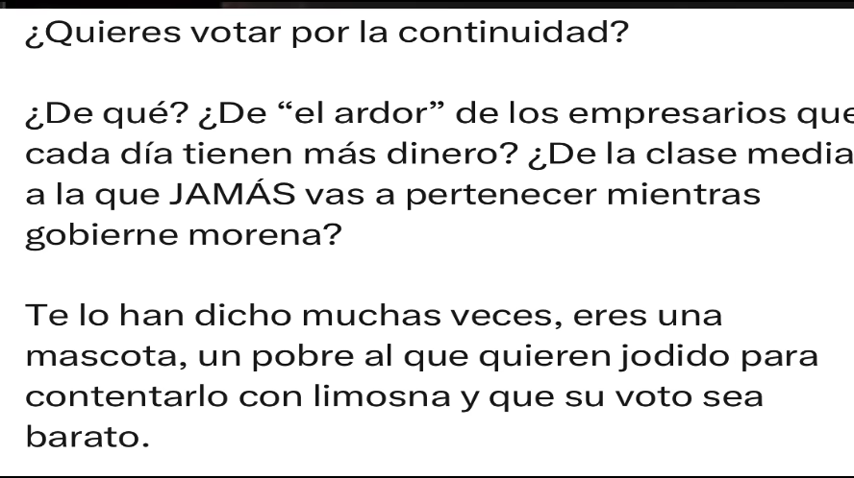 ¿Quieres votar por la continuidad?
¿De qué? ¿De “el ardor” de los empresarios que
cada día tienen más dinero? ¿De la clase media
a la que JAMÁS vas a pertenecer mientras
gobierne morena?
Te lo han dicho muchas veces, eres una
mascota, un pobre al que quieren jodido para
contentarlo con limosna y que su voto sea
barato.